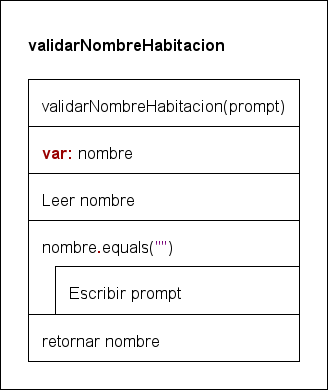 validarNombreHabitacion
validarNombreHabitacion(prompt)
var: nombre
Leer nombre
nombre.equals("")
Escribir prompt
retornar nombre